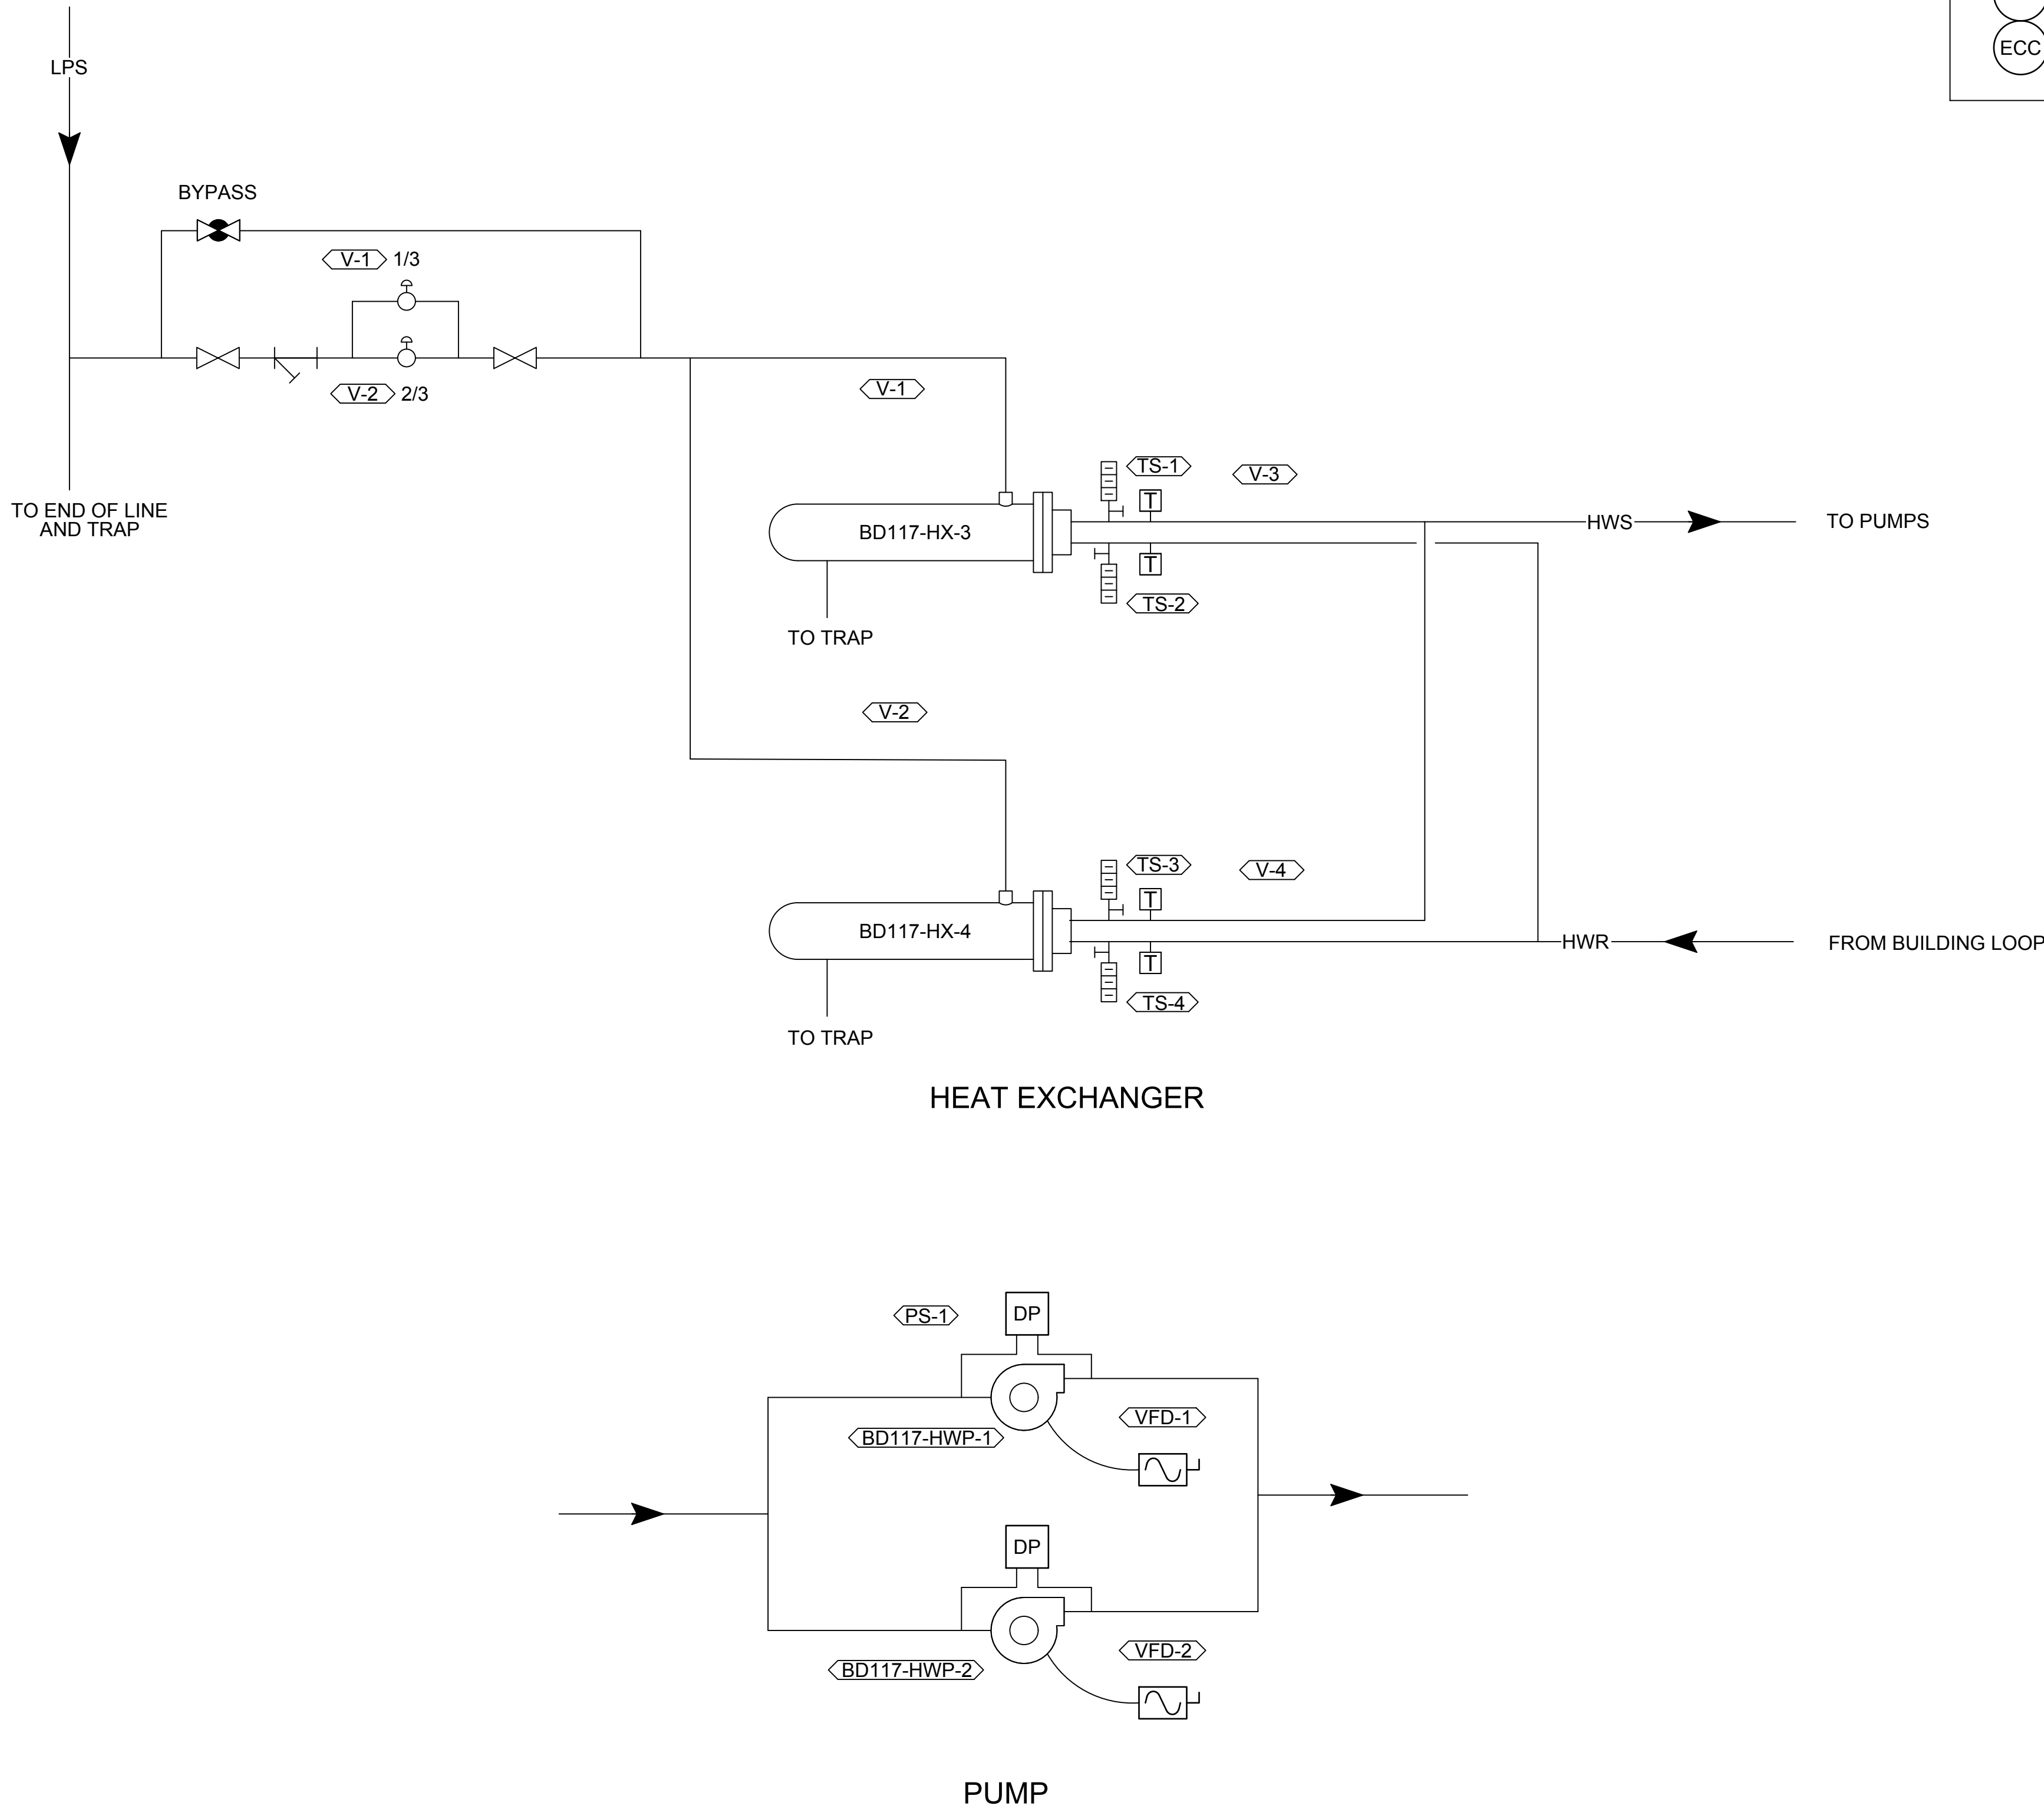 ECC
LPS
BYPASS
V-1 1/3
V-2 2/3
V-1
TS-1
V-3
T
TO END OF LINE
AND TRAP
BD117-HX-3
HWS
TO PUMPS
T
TS-2
TO TRAP
V-2
TS-3
V-4
T
BD117-HX-4
HWR
FROM BUILDING LOOP
T
TS-4
TO TRAP
HEAT EXCHANGER
PS-1
DP
VFD-1
BD117-HWP-1
DP
VFD-2
BD117-HWP-2
PUMP